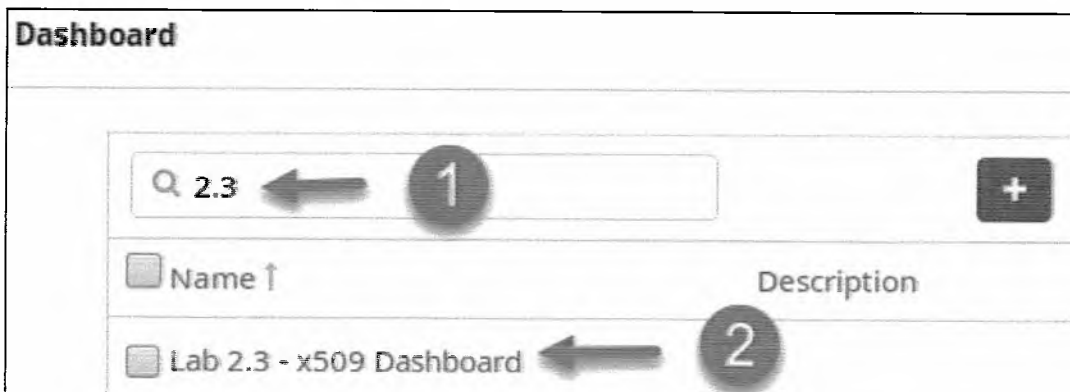 Dashboard
2.3 1 +
Name ↑ Description
Lab 2.3 - x509 Dashboard 2